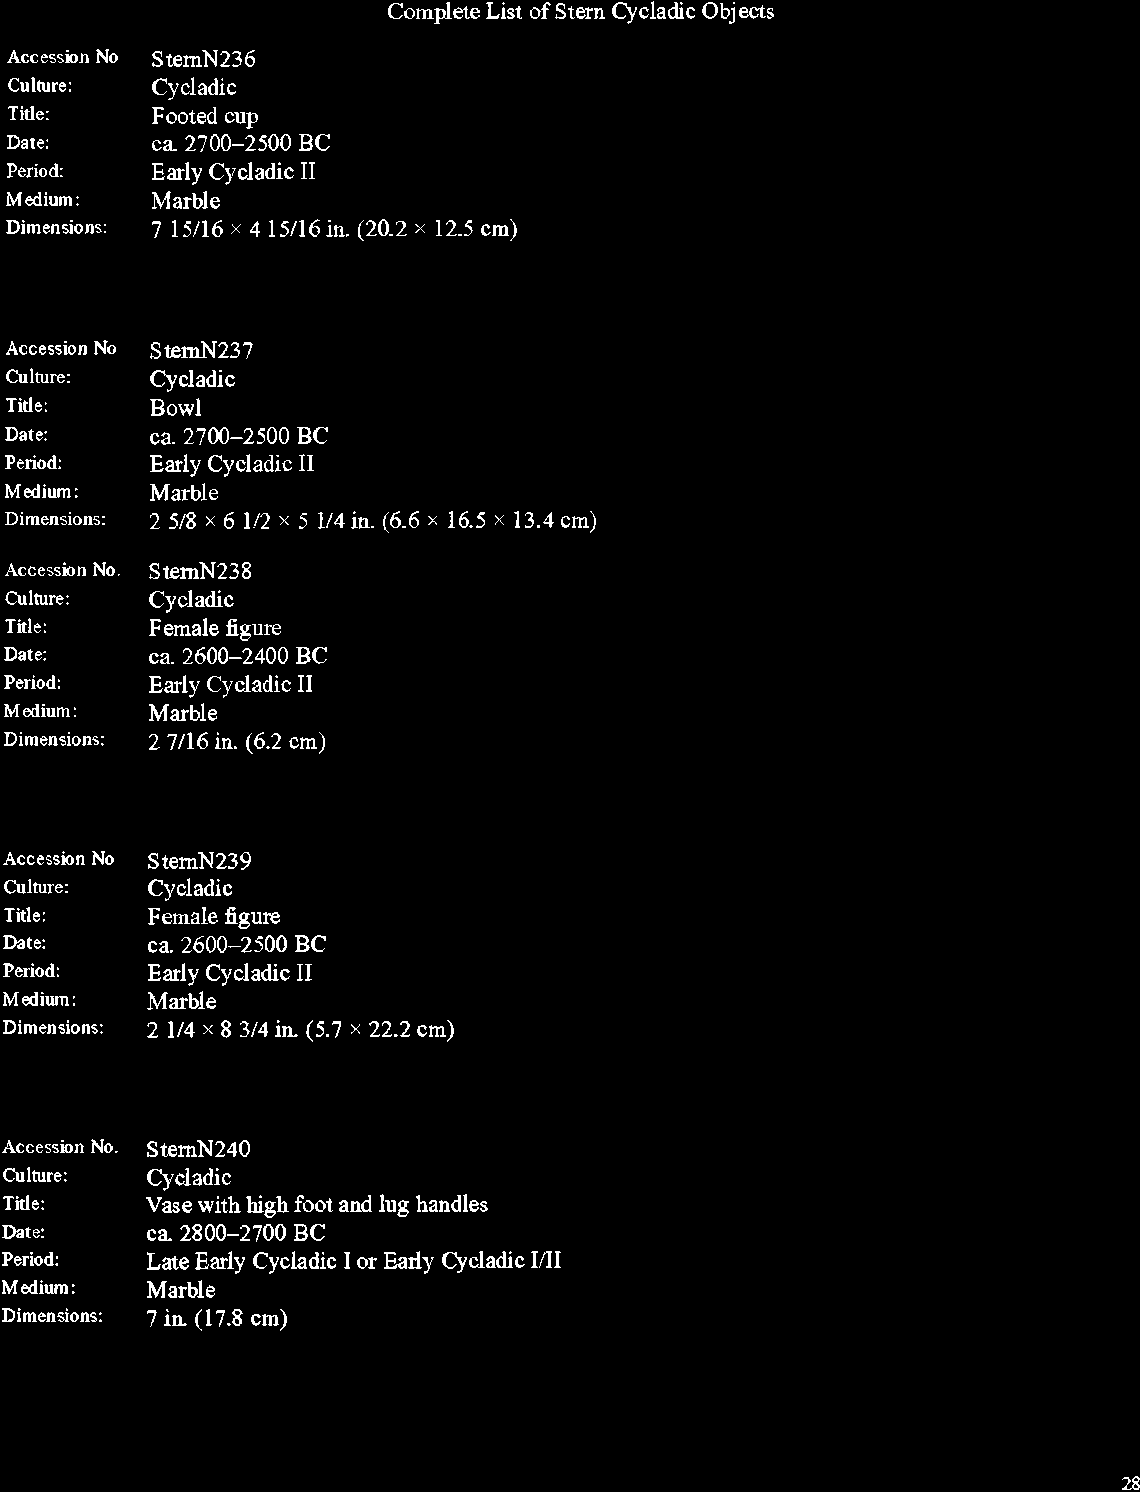 Complete List of Stern Cycladic Objects
Accession No SternN236
Culture: Cycladic
Title: Footed cup
Date: ca. 2700–2500 BC
Period: Early Cycladic II
Medium: Marble
Dimensions: 7 15/16 × 4 15/16 in. (20.2 × 12.5 cm)
Accession No SternN237
Culture: Cycladic
Title: Bowl
Date: ca. 2700–2500 BC
Period: Early Cycladic II
Medium: Marble
Dimensions: 2 5/8 × 6 1/2 × 5 1/4 in. (6.6 × 16.5 × 13.4 cm)
Accession No. SternN238
Culture: Cycladic
Title: Female figure
Date: ca. 2600–2400 BC
Period: Early Cycladic II
Medium: Marble
Dimensions: 2 7/16 in. (6.2 cm)
Accession No SternN239
Culture: Cycladic
Title: Female figure
Date: ca. 2600–2500 BC
Period: Early Cycladic II
Medium: Marble
Dimensions: 2 1/4 × 8 3/4 in. (5.7 × 22.2 cm)
Accession No. SternN240
Culture: Cycladic
Title: Vase with high foot and lug handles
Date: ca. 2800–2700 BC
Period: Late Early Cycladic I or Early Cycladic I/II
Medium: Marble
Dimensions: 7 in. (17.8 cm)
28